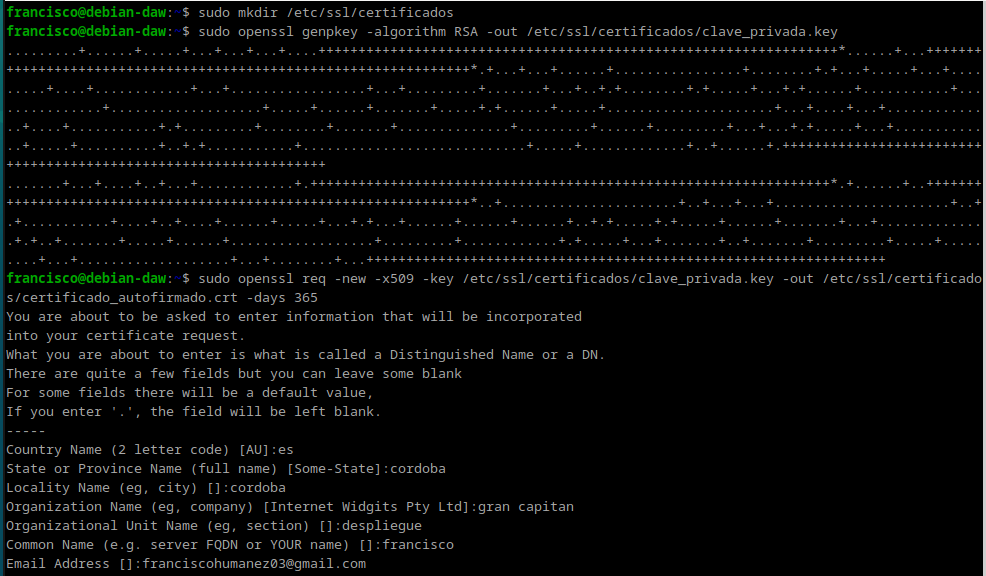 francisco@debian-daw:~$ sudo mkdir /etc/ssl/certificados
francisco@debian-daw:~$ sudo openssl genpkey -algorithm RSA -out /etc/ssl/certificados/clave_privada.key
francisco@debian-daw:~$ sudo openssl req -new -x509 -key /etc/ssl/certificados/clave_privada.key -out /etc/ssl/certificado
s/certificado_autofirmado.crt -days 365
You are about to be asked to enter information that will be incorporated
into your certificate request.
What you are about to enter is what is called a Distinguished Name or a DN.
There are quite a few fields but you can leave some blank
For some fields there will be a default value,
If you enter '.', the field will be left blank.
-----
Country Name (2 letter code) [AU]:es
State or Province Name (full name) [Some-State]:cordoba
Locality Name (eg, city) []:cordoba
Organization Name (eg, company) [Internet Widgits Pty Ltd]:gran capitan
Organizational Unit Name (eg, section) []:despliegue
Common Name (e.g. server FQDN or YOUR name) []:francisco
Email Address []:franciscohumanez03@gmail.com